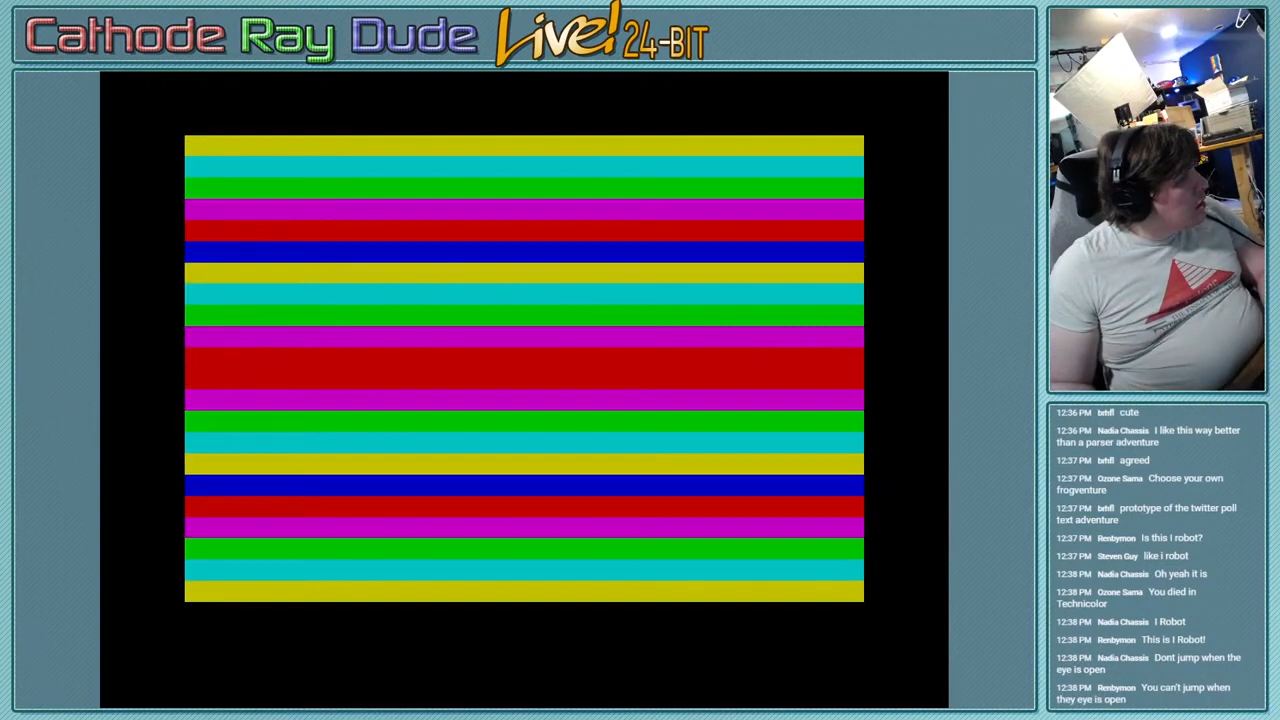 Cathode Ray Dude Live! 24-BIT
12:36 PM brhfl cute
12:36 PM Nadia Chassis I like this way better
than a parser adventure
12:37 PM brhfl agreed
12:37 PM Ozone Sama Choose your own
frogventure
12:37 PM brhfl prototype of the twitter poll
text adventure
12:37 PM Renbymon Is this I robot?
12:37 PM Steven Guy like i robot
12:38 PM Nadia Chassis Oh yeah it is
12:38 PM Ozone Sama You died in
Technicolor
12:38 PM Nadia Chassis I Robot
12:38 PM Renbymon This is I Robot!
12:38 PM Nadia Chassis Dont jump when the
eye is open
12:38 PM Renbymon You can't jump when
they eye is open